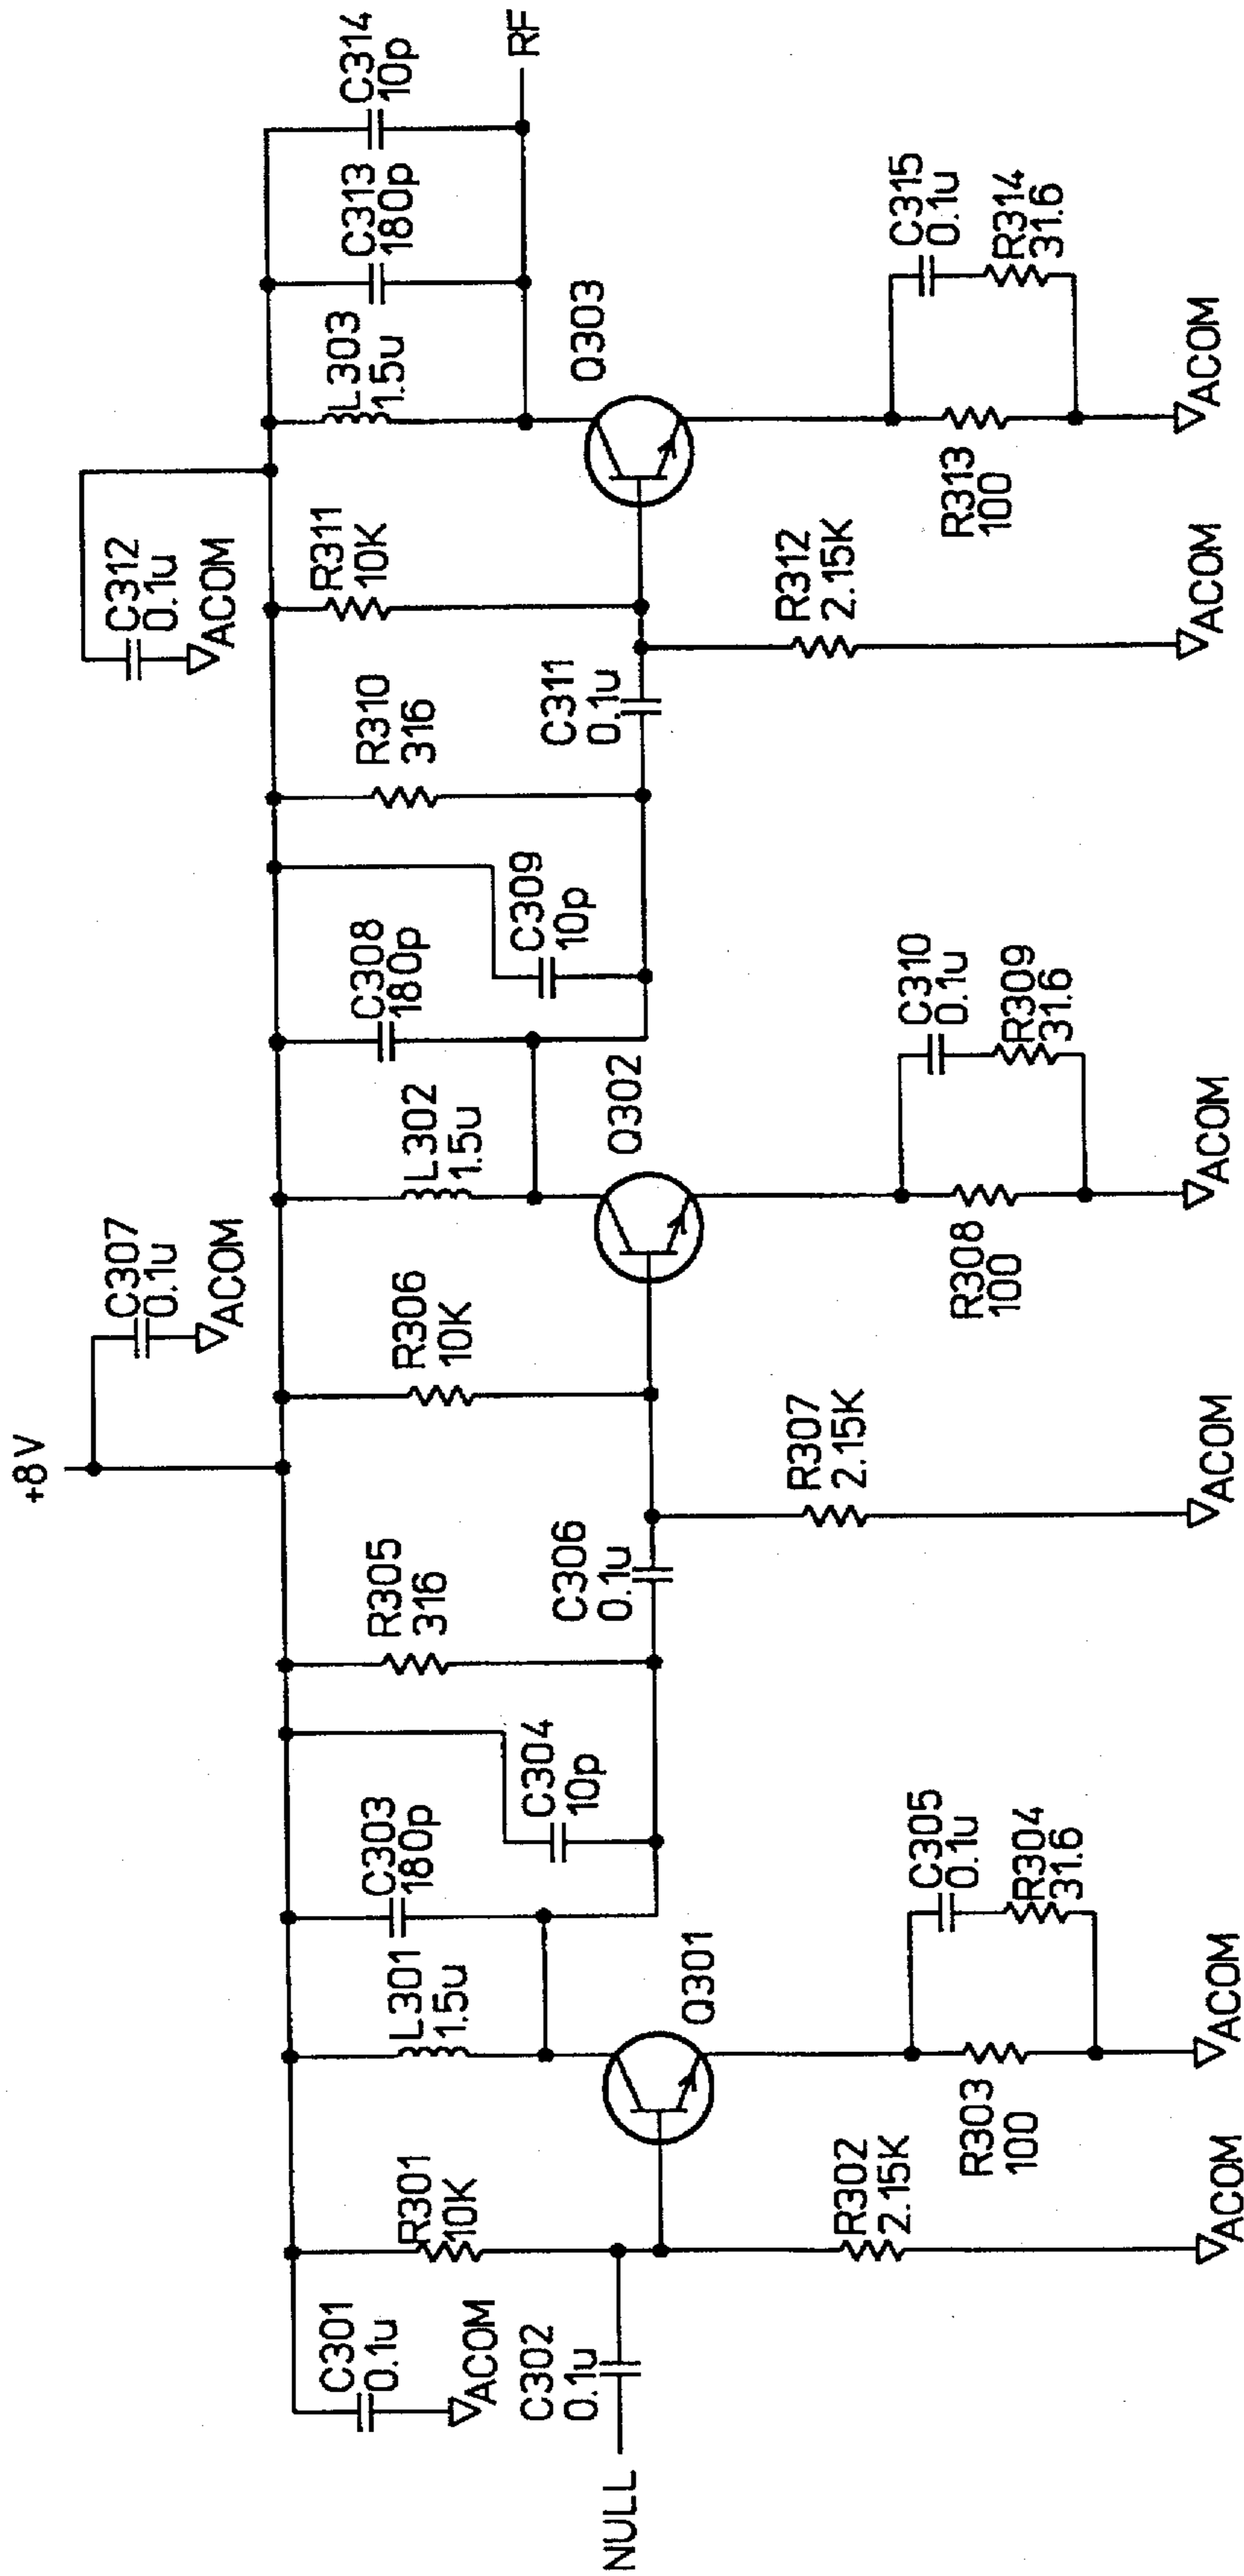 +8V
C307
0.1u
ACOM
C312
0.1u
ACOM
C301
0.1u
ACOM
R301
10K
L301
1.5u
C303
180p
C304
10p
R305
316
R306
10K
L302
1.5u
C308
180p
C309
10p
R310
316
R311
10K
L303
1.5u
C313
180p
C314
10p
RF
NULL
C302
0.1u
Q301
C306
0.1u
Q302
C311
0.1u
Q303
R302
2.15K
ACOM
R303
100
C305
0.1u
R304
31.6
ACOM
R307
2.15K
ACOM
R308
100
C310
0.1u
R309
31.6
ACOM
R312
2.15K
ACOM
R313
100
C315
0.1u
R314
31.6
ACOM